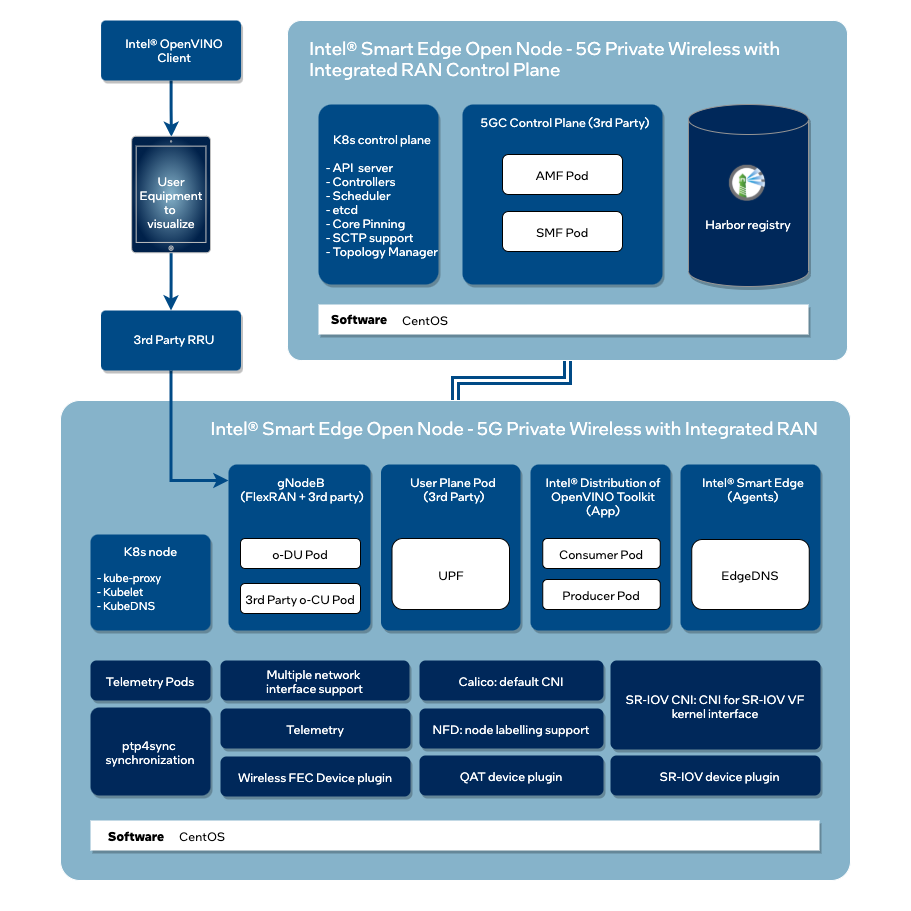 Intel® OpenVINO
Client
User
Equipment
to
visualize
3rd Party RRU
Intel® Smart Edge Open Node - 5G Private Wireless with
Integrated RAN Control Plane
K8s control plane
- API server
- Controllers
- Scheduler
- etcd
- Core Pinning
- SCTP support
- Topology Manager
5GC Control Plane (3rd Party)
AMF Pod
SMF Pod
Harbor registry
Software CentOS
Intel® Smart Edge Open Node - 5G Private Wireless with Integrated RAN
K8s node
- kube-proxy
- Kubelet
- KubeDNS
gNodeB
(FlexRAN + 3rd party)
o-DU Pod
3rd Party o-CU Pod
User Plane Pod
(3rd Party)
UPF
Intel® Distribution of
OpenVINO Toolkit
(App)
Consumer Pod
Producer Pod
Intel® Smart Edge
(Agents)
EdgeDNS
Telemetry Pods
Multiple network
interface support
Calico: default CNI
SR-IOV CNI: CNI for SR-IOV VF
kernel interface
ptp4sync
synchronization
Telemetry
NFD: node labelling support
Wireless FEC Device plugin
QAT device plugin
SR-IOV device plugin
Software CentOS